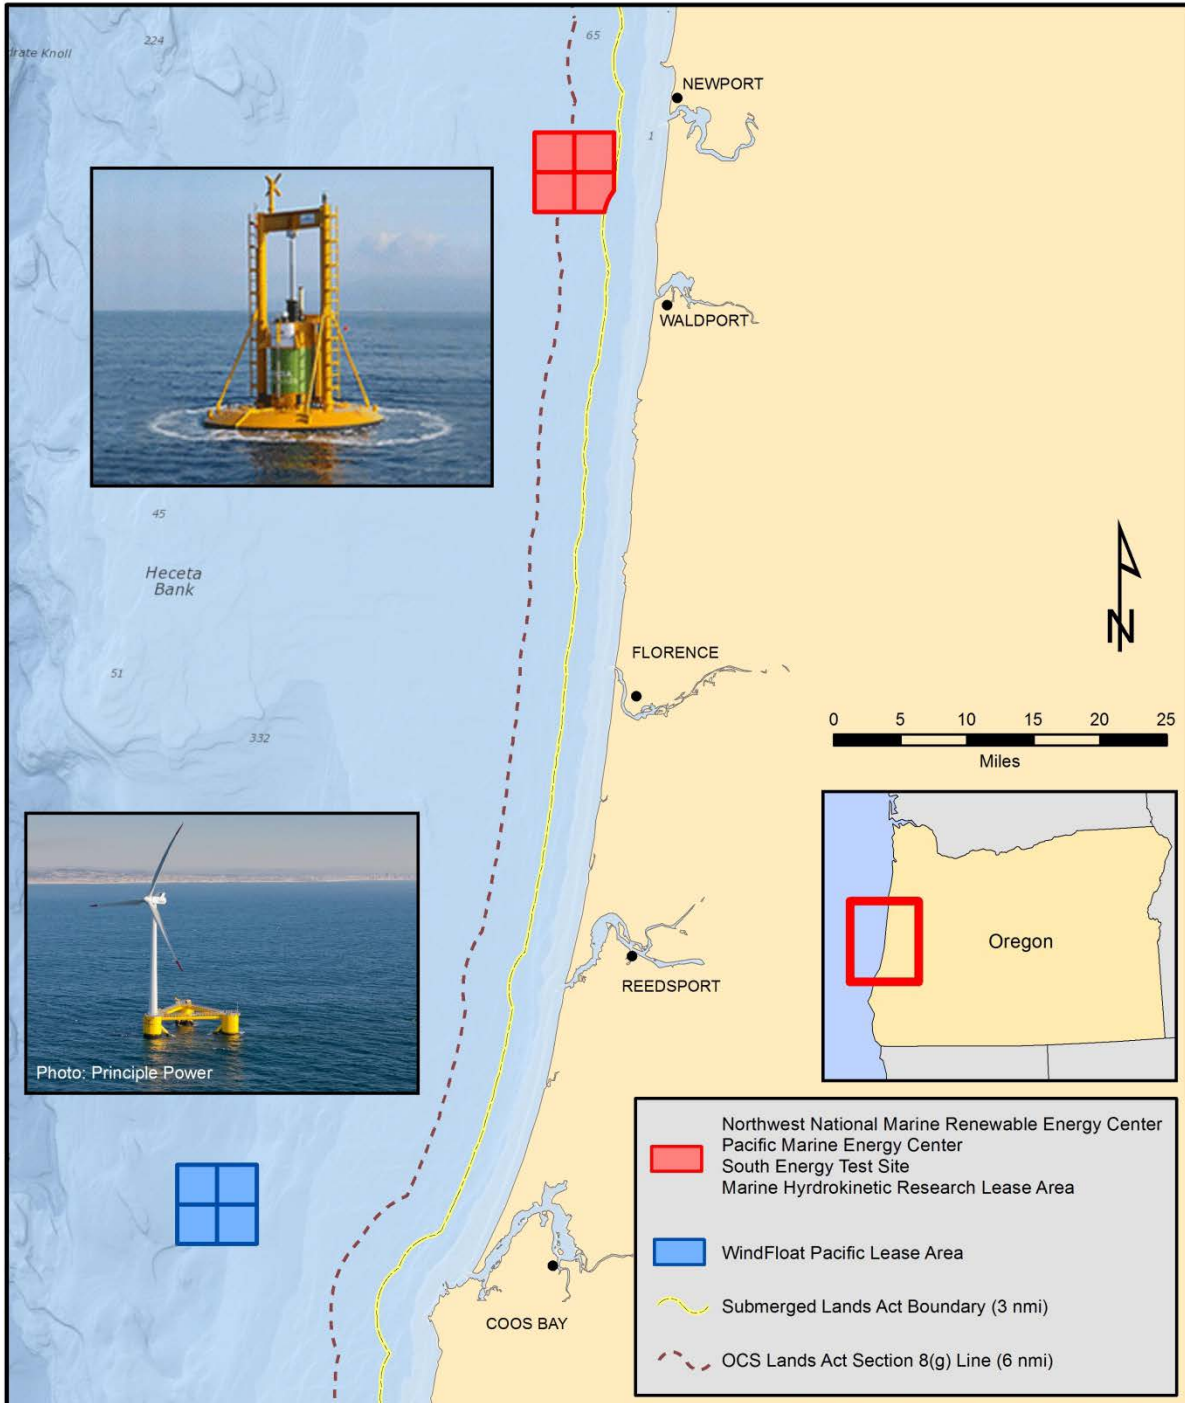 224
drate Knoll
65
NEWPORT
1
WALDPORT
45
Heceta
Bank
51
332
FLORENCE
N
0 5 10 15 20 25
Miles
Oregon
REEDSPORT
Photo: Principle Power
COOS BAY
Northwest National Marine Renewable Energy Center
Pacific Marine Energy Center
South Energy Test Site
Marine Hyrdrokinetic Research Lease Area
WindFloat Pacific Lease Area
Submerged Lands Act Boundary (3 nmi)
OCS Lands Act Section 8(g) Line (6 nmi)